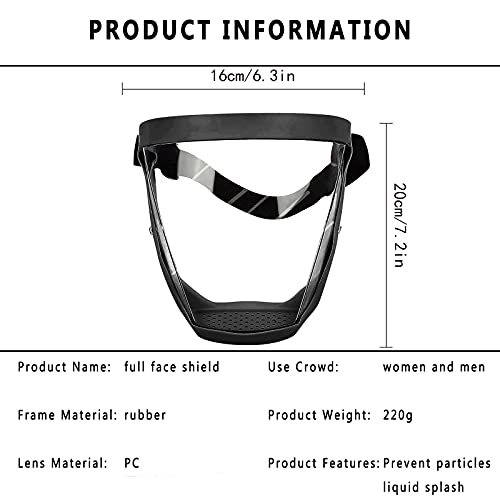 PRODUCT INFORMATION
16cm/6.3in
20cm/7.2in
Product Name: full face shield
Use Crowd: women and men
Frame Material: rubber
Product Weight: 220g
Lens Material: PC
Product Features: Prevent particles
liquid splash